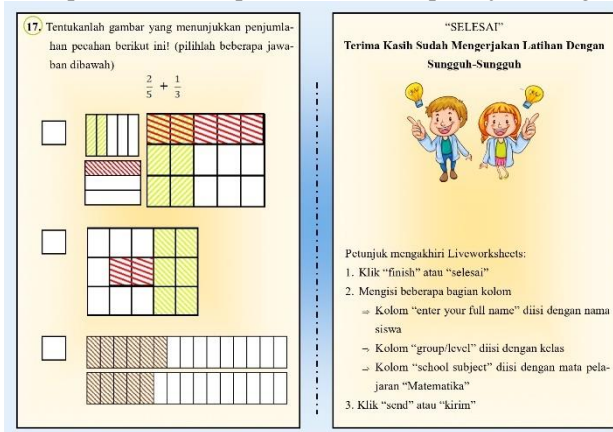 17. Tentukanlah gambar yang menunjukkan penjumla-
han pecahan berikut ini! (pilihlah beberapa jawa-
ban dibawah)
2/5 + 1/3
"SELESAI"
Terima Kasih Sudah Mengerjakan Latihan Dengan
Sungguh-Sungguh
Petunjuk mengakhiri Liveworksheets:
1. Klik "finish" atau "selesai"
2. Mengisi beberapa bagian kolom
⇒ Kolom "enter your full name" diisi dengan nama
siswa
⇒ Kolom "group/level" diisi dengan kelas
⇒ Kolom "school subject" diisi dengan mata pela-
jaran "Matematika"
3. Klik "send" atau "kirim"